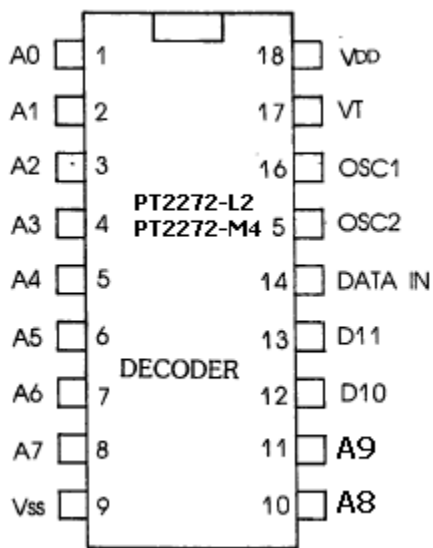 A0 1 18 VDD
A1 2 17 VT
A2 3 16 OSC1
PT2272-L2
A3 4 PT2272-M4 5 OSC2
A4 5 14 DATA IN
A5 6 13 D11
DECODER
A6 7 12 D10
A7 8 11 A9
Vss 9 10 A8